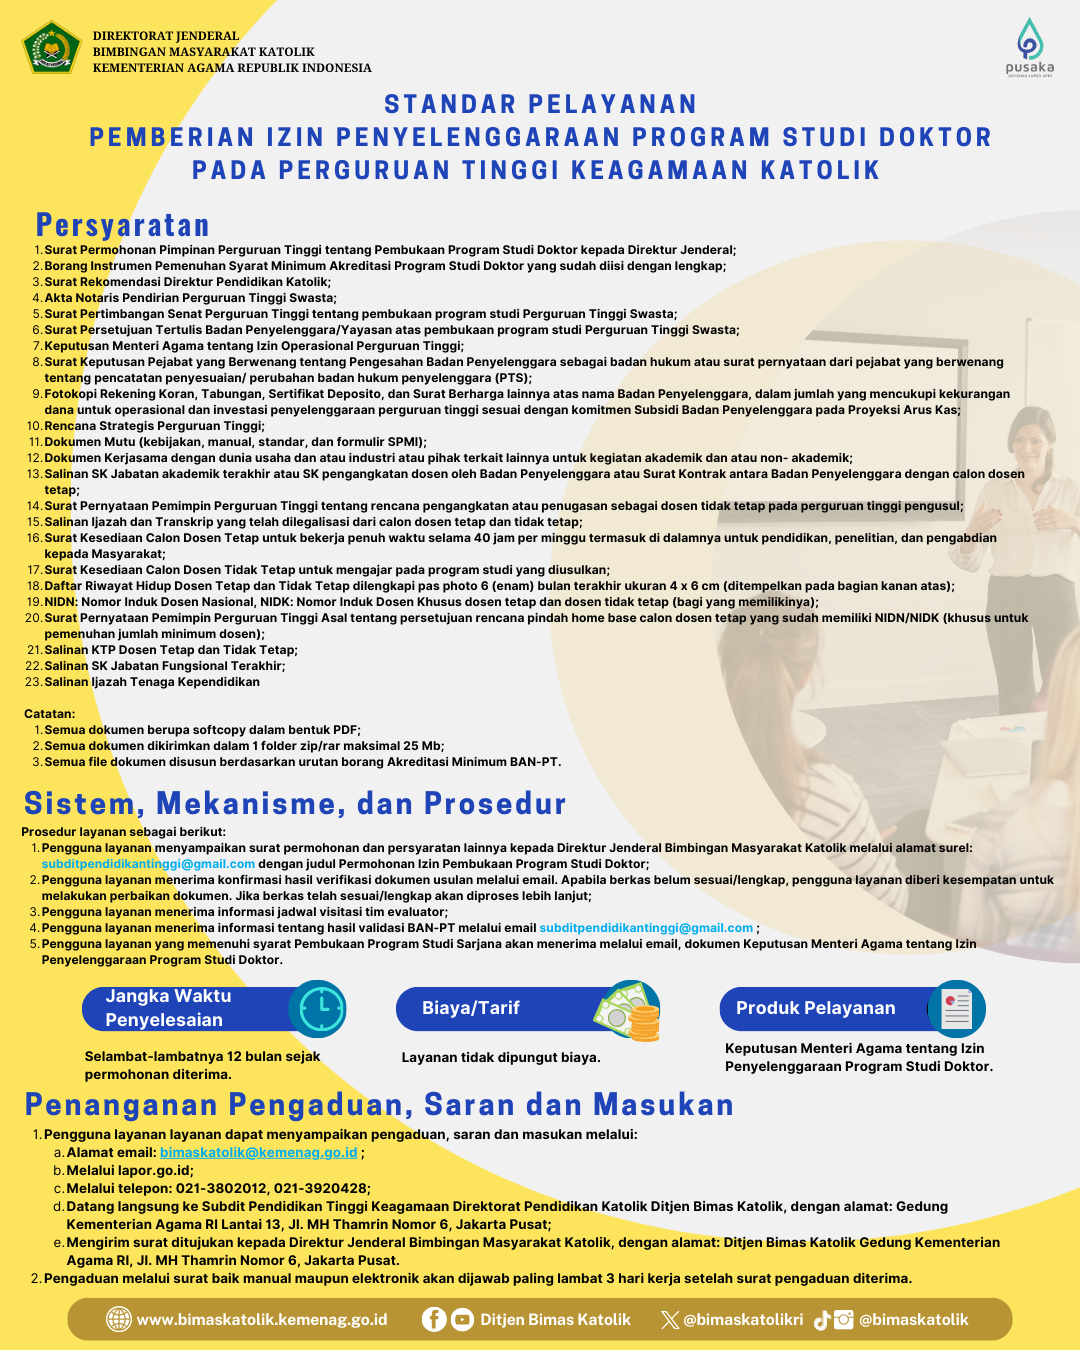 DIREKTORAT JENDERAL
BIMBINGAN MASYARAKAT KATOLIK
KEMENTERIAN AGAMA REPUBLIK INDONESIA
pusaka
STANDAR PELAYANAN
PEMBERIAN IZIN PENYELENGGARAAN PROGRAM STUDI DOKTOR
PADA PERGURUAN TINGGI KEAGAMAAN KATOLIK
Persyaratan
1. Surat Permohonan Pimpinan Perguruan Tinggi tentang Pembukaan Program Studi Doktor kepada Direktur Jenderal;
2. Borang Instrumen Pemenuhan Syarat Minimum Akreditasi Program Studi Doktor yang sudah diisi dengan lengkap;
3. Surat Rekomendasi Direktur Pendidikan Katolik;
4. Akta Notaris Pendirian Perguruan Tinggi Swasta;
5. Surat Pertimbangan Senat Perguruan Tinggi tentang pembukaan program studi Perguruan Tinggi Swasta;
6. Surat Persetujuan Tertulis Badan Penyelenggara/Yayasan atas pembukaan program studi Perguruan Tinggi Swasta;
7. Keputusan Menteri Agama tentang Izin Operasional Perguruan Tinggi;
8. Surat Keputusan Pejabat yang Berwenang tentang Pengesahan Badan Penyelenggara sebagai badan hukum atau surat pernyataan dari pejabat yang berwenang
tentang pencatatan penyesuaian/ perubahan badan hukum penyelenggara (PTS);
9. Fotokopi Rekening Koran, Tabungan, Sertifikat Deposito, dan Surat Berharga lainnya atas nama Badan Penyelenggara, dalam jumlah yang mencukupi kekurangan
dana untuk operasional dan investasi penyelenggaraan perguruan tinggi sesuai dengan komitmen Subsidi Badan Penyelenggara pada Proyeksi Arus Kas;
10. Rencana Strategis Perguruan Tinggi;
11. Dokumen Mutu (kebijakan, manual, standar, dan formulir SPMI);
12. Dokumen Kerjasama dengan dunia usaha dan atau industri atau pihak terkait lainnya untuk kegiatan akademik dan atau non- akademik;
13. Salinan SK Jabatan akademik terakhir atau SK pengangkatan dosen oleh Badan Penyelenggara atau Surat Kontrak antara Badan Penyelenggara dengan calon dosen
tetap;
14. Surat Pernyataan Pemimpin Perguruan Tinggi tentang rencana pengangkatan atau penugasan sebagai dosen tidak tetap pada perguruan tinggi pengusul;
15. Salinan Ijazah dan Transkrip yang telah dilegalisasi dari calon dosen tetap dan tidak tetap;
16. Surat Kesediaan Calon Dosen Tetap untuk bekerja penuh waktu selama 40 jam per minggu termasuk di dalamnya untuk pendidikan, penelitian, dan pengabdian
kepada Masyarakat;
17. Surat Kesediaan Calon Dosen Tidak Tetap untuk mengajar pada program studi yang diusulkan;
18. Daftar Riwayat Hidup Dosen Tetap dan Tidak Tetap dilengkapi pas photo 6 (enam) bulan terakhir ukuran 4 x 6 cm (ditempelkan pada bagian kanan atas);
19. NIDN: Nomor Induk Dosen Nasional, NIDK: Nomor Induk Dosen Khusus dosen tetap dan dosen tidak tetap (bagi yang memilikinya);
20. Surat Pernyataan Pemimpin Perguruan Tinggi Asal tentang persetujuan rencana pindah home base calon dosen tetap yang sudah memiliki NIDN/NIDK (khusus untuk
pemenuhan jumlah minimum dosen);
21. Salinan KTP Dosen Tetap dan Tidak Tetap;
22. Salinan SK Jabatan Fungsional Terakhir;
23. Salinan Ijazah Tenaga Kependidikan
Catatan:
1. Semua dokumen berupa softcopy dalam bentuk PDF;
2. Semua dokumen dikirimkan dalam 1 folder zip/rar maksimal 25 Mb;
3. Semua file dokumen disusun berdasarkan urutan borang Akreditasi Minimum BAN-PT.
Sistem, Mekanisme, dan Prosedur
Prosedur layanan sebagai berikut:
1. Pengguna layanan menyampaikan surat permohonan dan persyaratan lainnya kepada Direktur Jenderal Bimbingan Masyarakat Katolik melalui alamat surel:
subditpendidikantinggi@gmail.com dengan judul Permohonan Izin Pembukaan Program Studi Doktor;
2. Pengguna layanan menerima konfirmasi hasil verifikasi dokumen usulan melalui email. Apabila berkas belum sesuai/lengkap, pengguna layanan diberi kesempatan untuk
melakukan perbaikan dokumen. Jika berkas telah sesuai/lengkap akan diproses lebih lanjut;
3. Pengguna layanan menerima informasi jadwal visitasi tim evaluator;
4. Pengguna layanan menerima informasi tentang hasil validasi BAN-PT melalui email subditpendidikantinggi@gmail.com ;
5. Pengguna layanan yang memenuhi syarat Pembukaan Program Studi Sarjana akan menerima melalui email, dokumen Keputusan Menteri Agama tentang Izin
Penyelenggaraan Program Studi Doktor.
Jangka Waktu
Penyelesaian
Selambat-lambatnya 12 bulan sejak
permohonan diterima.
Biaya/Tarif
Layanan tidak dipungut biaya.
Produk Pelayanan
Keputusan Menteri Agama tentang Izin
Penyelenggaraan Program Studi Doktor.
Penanganan Pengaduan, Saran dan Masukan
1. Pengguna layanan layanan dapat menyampaikan pengaduan, saran dan masukan melalui:
a. Alamat email: bimaskatolik@kemenag.go.id ;
b. Melalui lapor.go.id;
c. Melalui telepon: 021-3802012, 021-3920428;
d. Datang langsung ke Subdit Pendidikan Tinggi Keagamaan Direktorat Pendidikan Katolik Ditjen Bimas Katolik, dengan alamat: Gedung
Kementerian Agama RI Lantai 13, Jl. MH Thamrin Nomor 6, Jakarta Pusat;
e. Mengirim surat ditujukan kepada Direktur Jenderal Bimbingan Masyarakat Katolik, dengan alamat: Ditjen Bimas Katolik Gedung Kementerian
Agama RI, Jl. MH Thamrin Nomor 6, Jakarta Pusat.
2. Pengaduan melalui surat baik manual maupun elektronik akan dijawab paling lambat 3 hari kerja setelah surat pengaduan diterima.
www.bimaskatolik.kemenag.go.id
Ditjen Bimas Katolik
@bimaskatolikri
@bimaskatolik